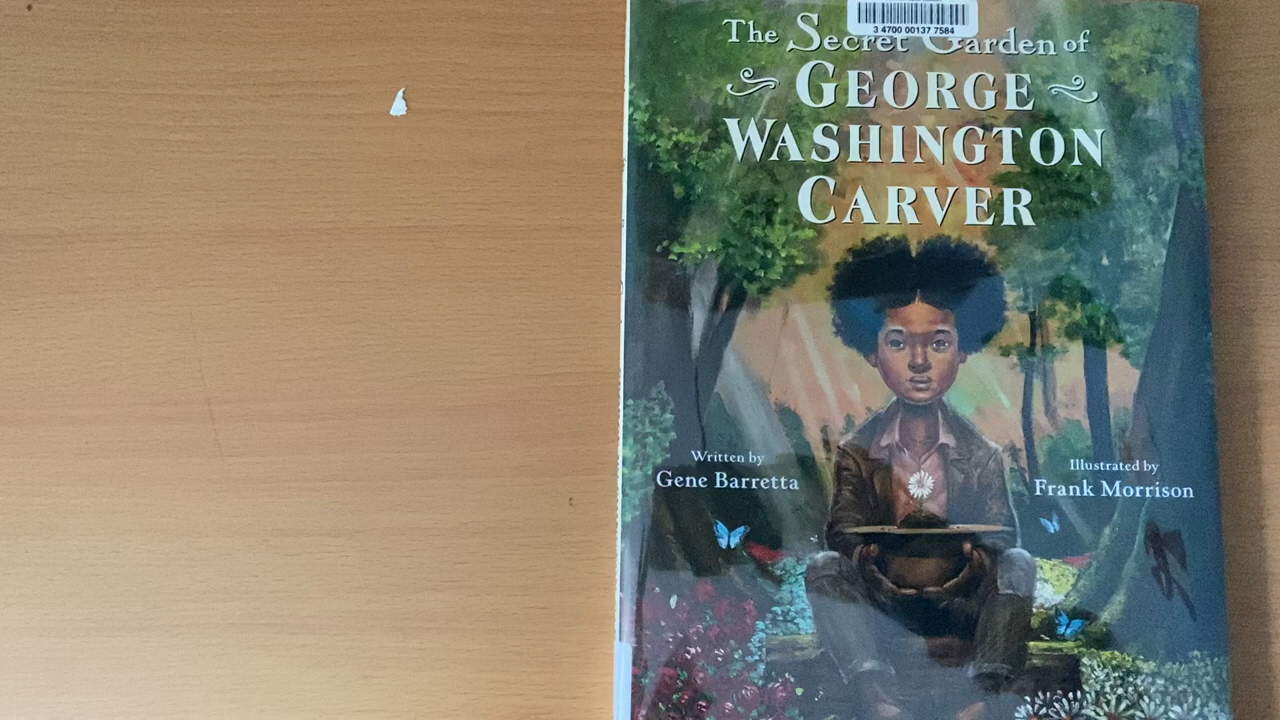 3 4700 00137 7584
The Secret Garden of
GEORGE
WASHINGTON
CARVER
Written by
Gene Barretta
Illustrated by
Frank Morrison